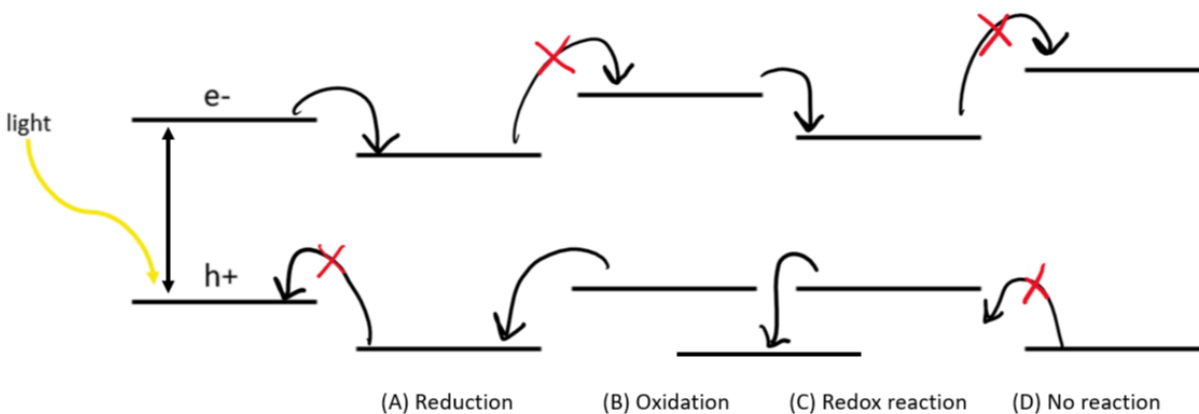 e-
light
h+
(A) Reduction (B) Oxidation (C) Redox reaction (D) No reaction